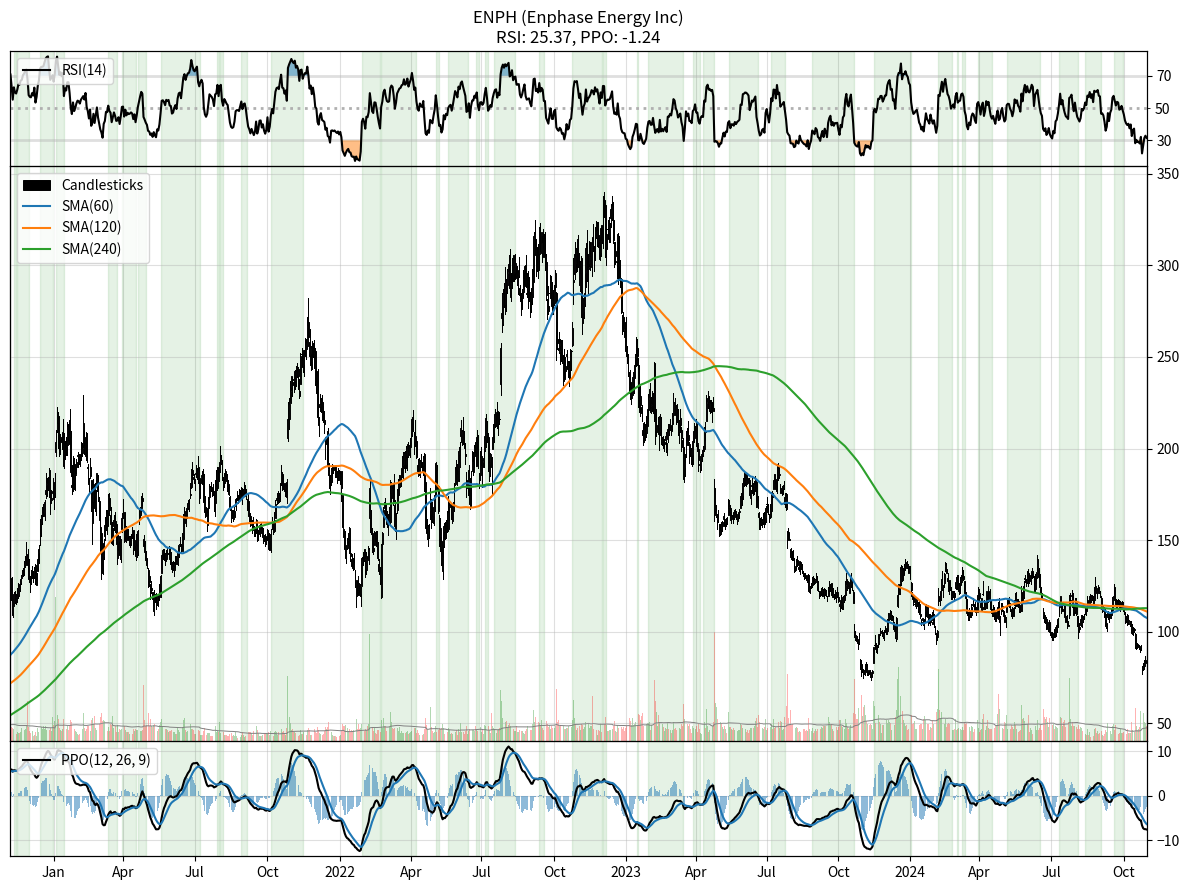 ENPH (Enphase Energy Inc)
RSI: 25.37, PPO: -1.24
RSI(14)
70
50
30
Candlesticks
SMA(60)
SMA(120)
SMA(240)
350
300
250
200
150
100
50
PPO(12, 26, 9)
10
0
−10
Jan Apr Jul Oct 2022 Apr Jul Oct 2023 Apr Jul Oct 2024 Apr Jul Oct